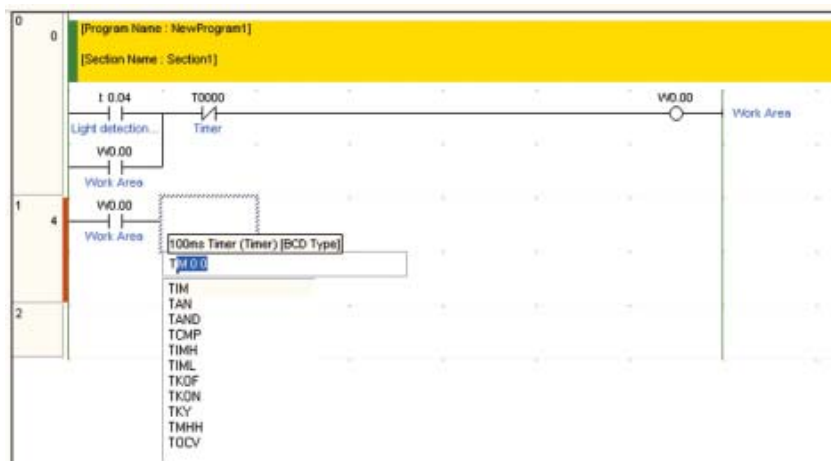 0
0
[Program Name : NewProgram1]
[Section Name : Section1]
I: 0.04 T0000 W0.00
Light detection... Timer Work Area
W0.00
Work Area
1
4
W0.00
Work Area
100ms Timer (Timer) [BCD Type]
TIM 0 0
TIM
TAN
TAND
TCMP
TIMH
TIML
TKOF
TKON
TKY
TMHH
TOCV
2